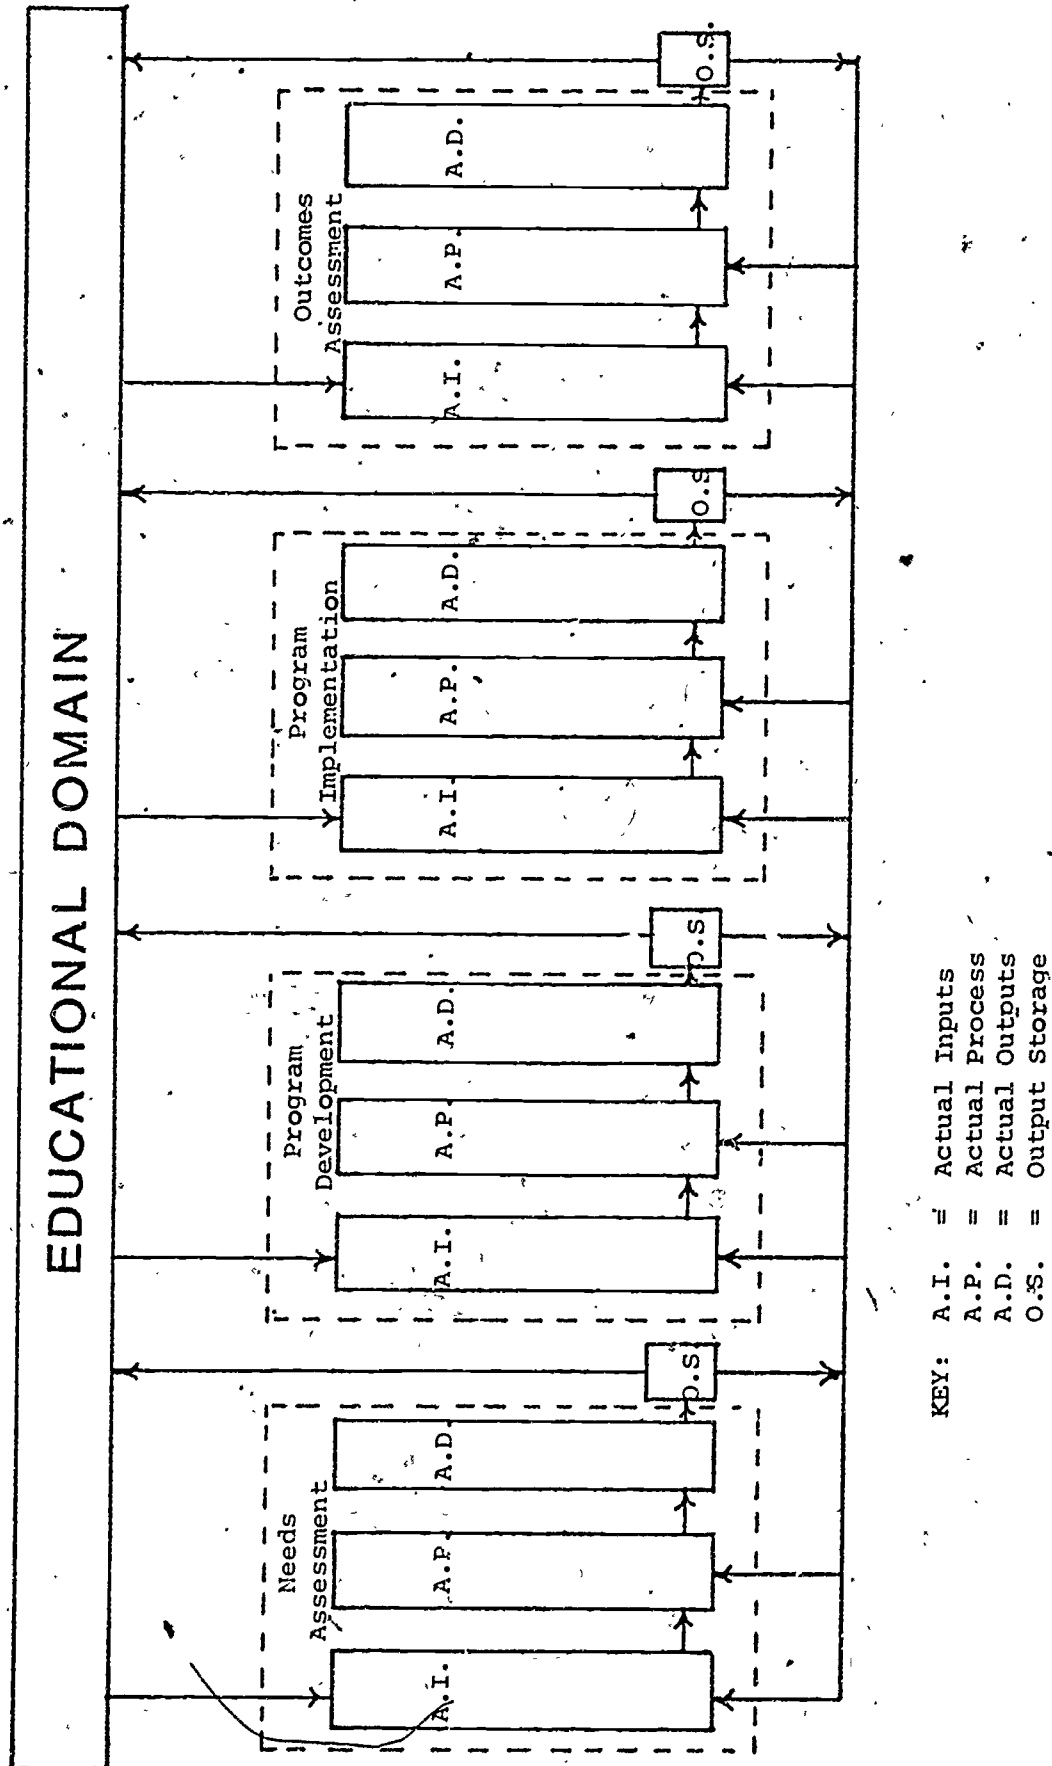 EDUCATIONAL DOMAIN
Needs
Assessment
A.I.
A.P.
A.D.
O.S.
Program
Development
A.I.
A.P.
A.D.
O.S
Program
Implementation
A.I.
A.P.
A.D.
O.S
Outcomes
Assessment
A.I.
A.P.
A.D.
O.S.
KEY: A.I. = Actual Inputs
A.P. = Actual Process
A.D. = Actual Outputs
O.S. = Output Storage